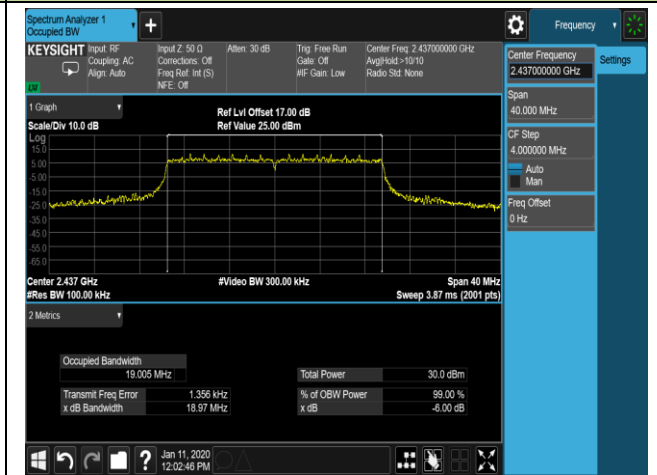 Spectrum Analyzer 1
Occupied BW
+
Frequency
KEYSIGHT
Input: RF
Coupling: AC
Align: Auto
Input Z: 50 Ω
Corrections: Off
Freq Ref: Int (S)
NFE: Off
Atten: 30 dB
Trig: Free Run
Gate: Off
#IF Gain: Low
Center Freq: 2.437000000 GHz
Avg|Hold:>10/10
Radio Std: None
Center Frequency
2.437000000 GHz
Settings
Span
40.000 MHz
CF Step
4.000000 MHz
Auto
Man
Freq Offset
0 Hz
1 Graph
Scale/Div 10.0 dB
Ref Lvl Offset 17.00 dB
Ref Value 25.00 dBm
Log
15.0
5.00
-5.00
-15.0
-25.0
-35.0
-45.0
-55.0
-65.0
Center 2.437 GHz
#Video BW 300.00 kHz
Span 40 MHz
#Res BW 100.00 kHz
Sweep 3.87 ms (2001 pts)
2 Metrics
Occupied Bandwidth
19.005 MHz
Total Power 30.0 dBm
Transmit Freq Error 1.356 kHz
% of OBW Power 99.00 %
x dB Bandwidth 18.97 MHz
x dB -6.00 dB
?
Jan 11, 2020
12:02:46 PM